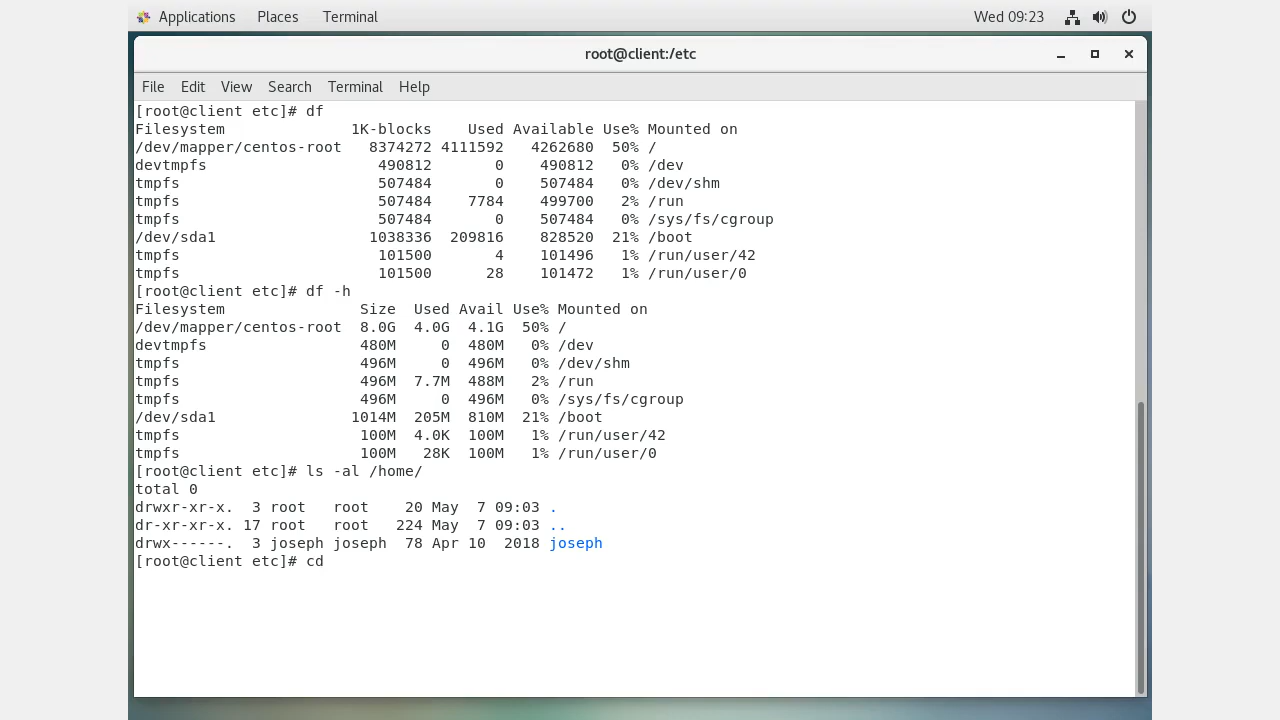 Applications Places Terminal Wed 09:23
root@client:/etc
File Edit View Search Terminal Help
[root@client etc]# df
Filesystem              1K-blocks    Used Available Use% Mounted on
/dev/mapper/centos-root   8374272 4111592   4262680  50% /
devtmpfs                   490812       0    490812   0% /dev
tmpfs                      507484       0    507484   0% /dev/shm
tmpfs                      507484    7784    499700   2% /run
tmpfs                      507484       0    507484   0% /sys/fs/cgroup
/dev/sda1                 1038336  209816    828520  21% /boot
tmpfs                      101500       4    101496   1% /run/user/42
tmpfs                      101500      28    101472   1% /run/user/0
[root@client etc]# df -h
Filesystem               Size  Used Avail Use% Mounted on
/dev/mapper/centos-root  8.0G  4.0G  4.1G  50% /
devtmpfs                 480M     0  480M   0% /dev
tmpfs                    496M     0  496M   0% /dev/shm
tmpfs                    496M  7.7M  488M   2% /run
tmpfs                    496M     0  496M   0% /sys/fs/cgroup
/dev/sda1               1014M  205M  810M  21% /boot
tmpfs                    100M  4.0K  100M   1% /run/user/42
tmpfs                    100M   28K  100M   1% /run/user/0
[root@client etc]# ls -al /home/
total 0
drwxr-xr-x.  3 root   root    20 May  7 09:03 .
dr-xr-xr-x. 17 root   root   224 May  7 09:03 ..
drwx------.  3 joseph joseph  78 Apr 10  2018 joseph
[root@client etc]# cd